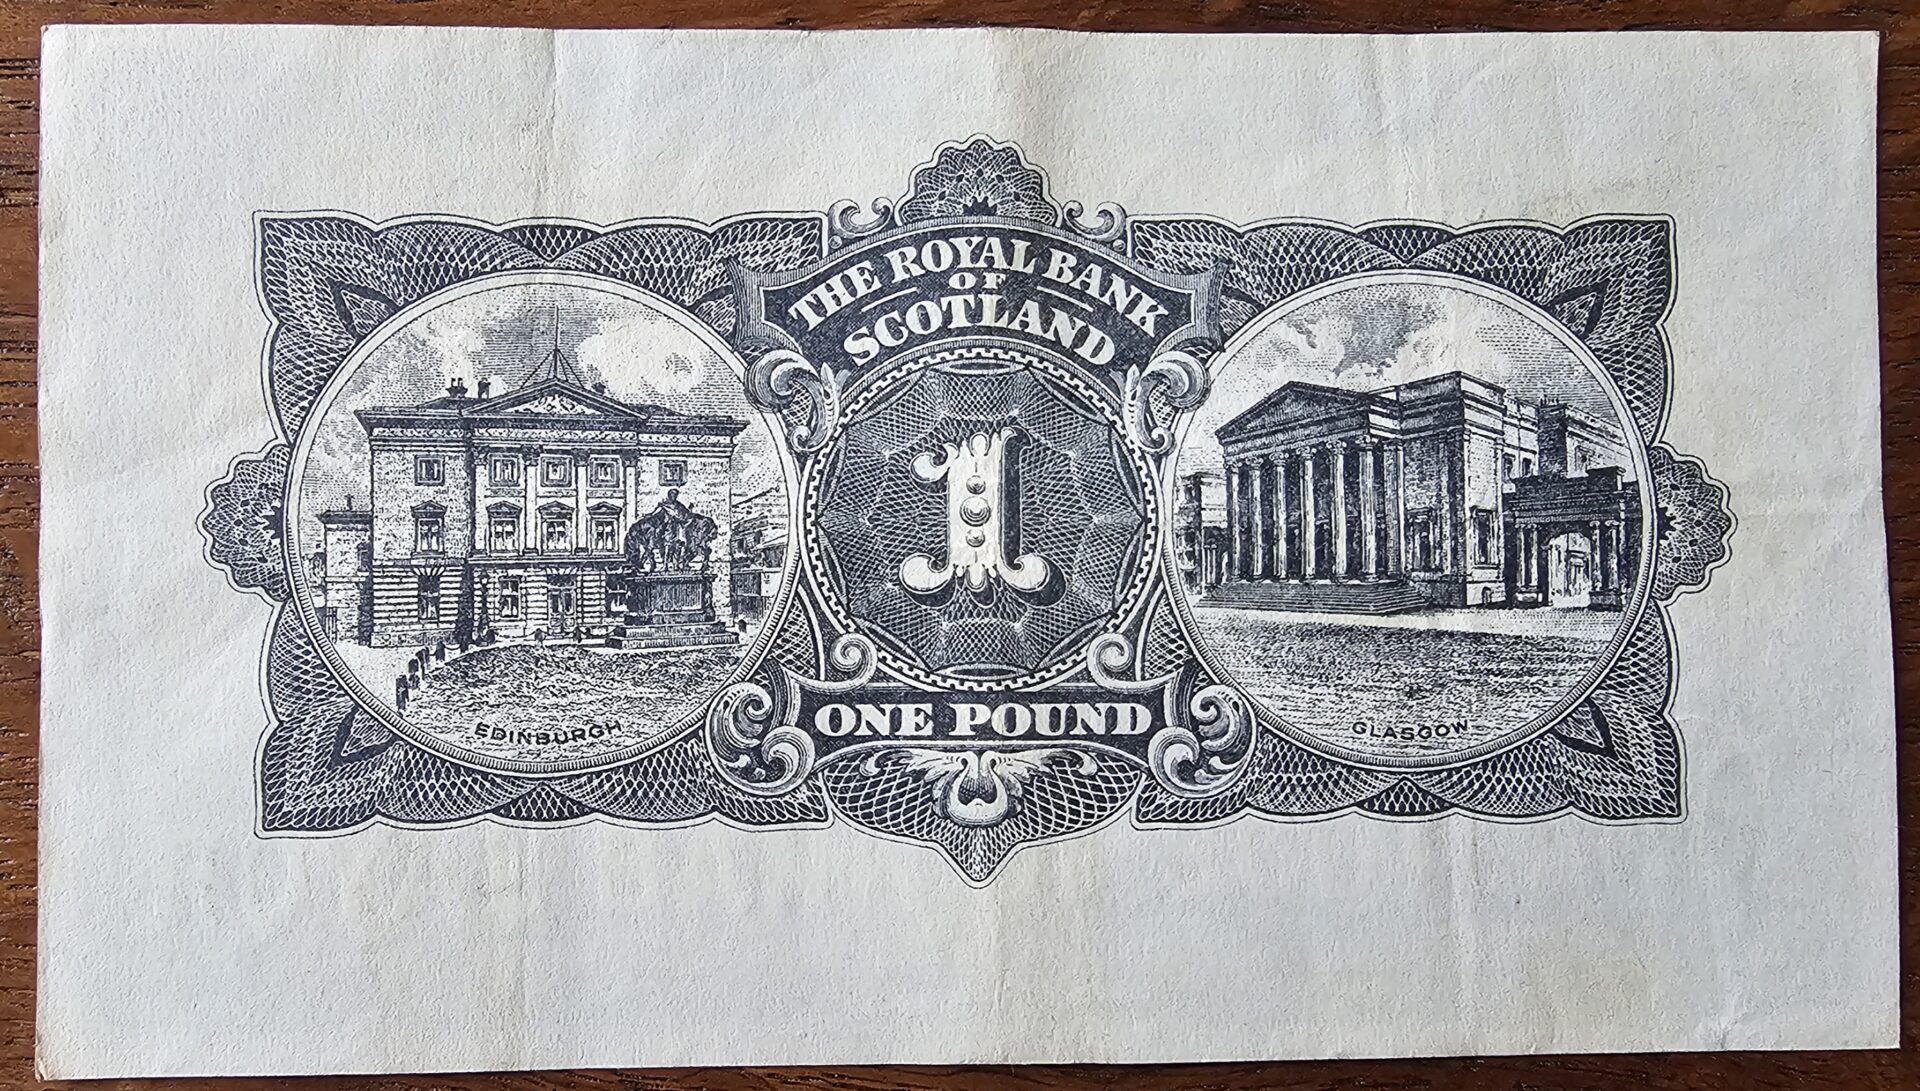 THE ROYAL BANK
OF
SCOTLAND
1
EDINBURGH
ONE POUND
GLASGOW